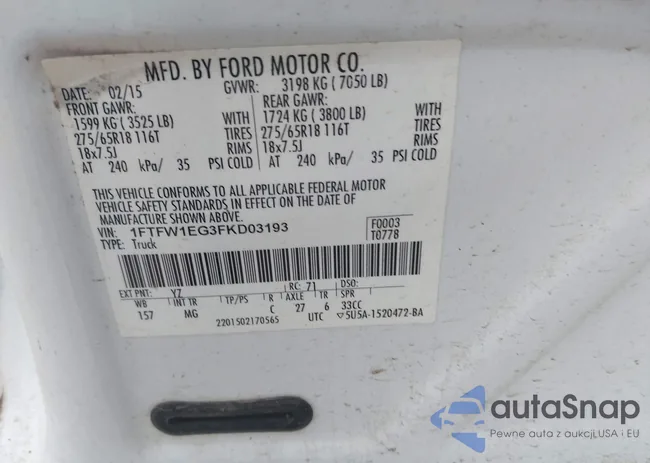 MFD. BY FORD MOTOR CO.
DATE: 02/15 GVWR: 3198 KG ( 7050 LB)
FRONT GAWR: REAR GAWR:
1599 KG ( 3525 LB) WITH 1724 KG ( 3800 LB) WITH
275/65R18 116T TIRES 275/65R18 116T TIRES
18x7.5J RIMS 18x7.5J RIMS
AT 240 kPa/ 35 PSI COLD AT 240 kPa/ 35 PSI COLD
THIS VEHICLE CONFORMS TO ALL APPLICABLE FEDERAL MOTOR
VEHICLE SAFETY STANDARDS IN EFFECT ON THE DATE OF
MANUFACTURE SHOWN ABOVE.
VIN: 1FTFW1EG3FKD03193 F0003
TYPE: Truck T0778
EXT PNT: YZ RC: 71 DSO:
WB INT TR TP/PS R AXLE TR SPR
157 MG C 27 6 33CC
2201502170565 UTC ▽5U5A-1520472-BA
autaSnap
Pewne auta z aukcji USA i EU